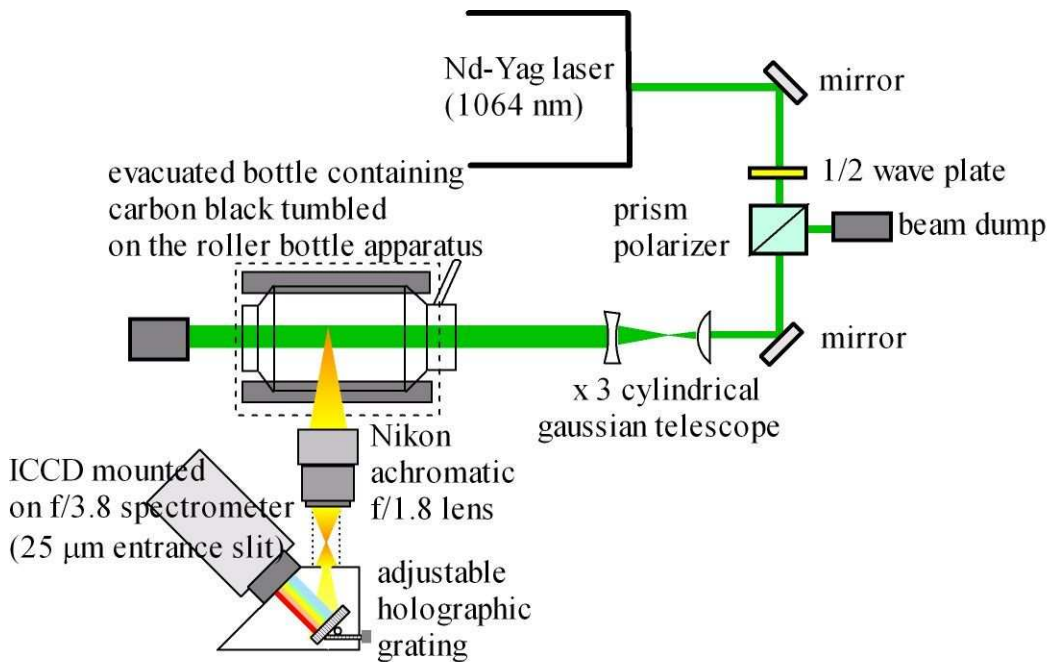 Nd-Yag laser
(1064 nm)
mirror
evacuated bottle containing
carbon black tumbled
on the roller bottle apparatus
1/2 wave plate
prism
polarizer
beam dump
mirror
x 3 cylindrical
gaussian telescope
Nikon
achromatic
f/1.8 lens
ICCD mounted
on f/3.8 spectrometer
(25 μm entrance slit)
adjustable
holographic
grating